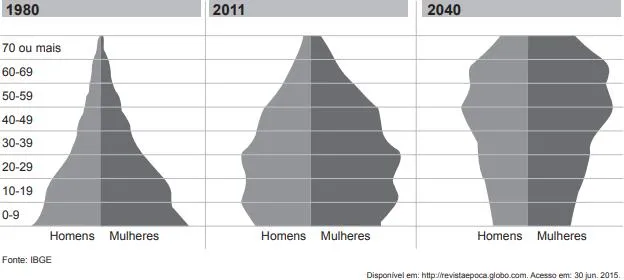 1980
2011
2040
70 ou mais
60-69
50-59
40-49
30-39
20-29
10-19
0-9
Homens Mulheres
Homens Mulheres
Homens Mulheres
Fonte: IBGE
Disponível em: http://revistaepoca.globo.com. Acesso em: 30 jun. 2015.